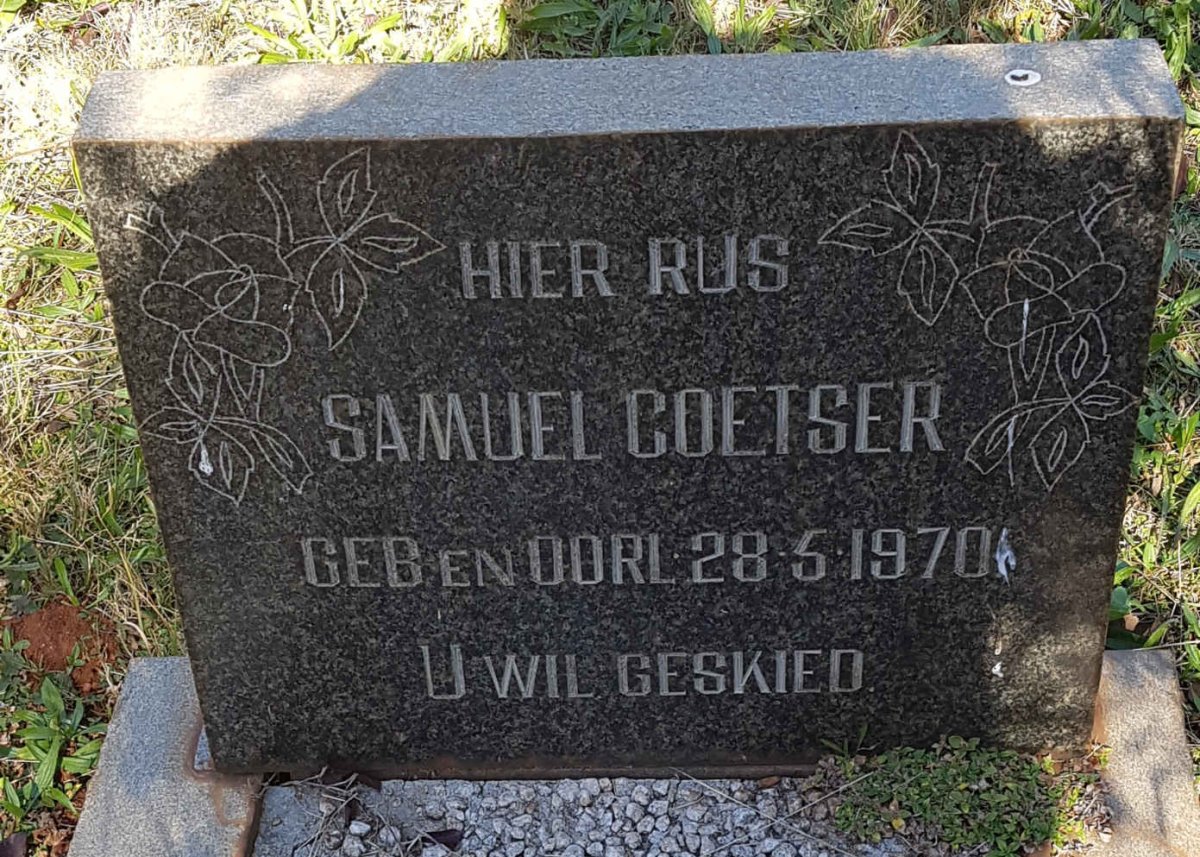 HIER RUS
SAMUEL COETSER
GEB EN OORL·28·5·1970
U WIL GESKIED